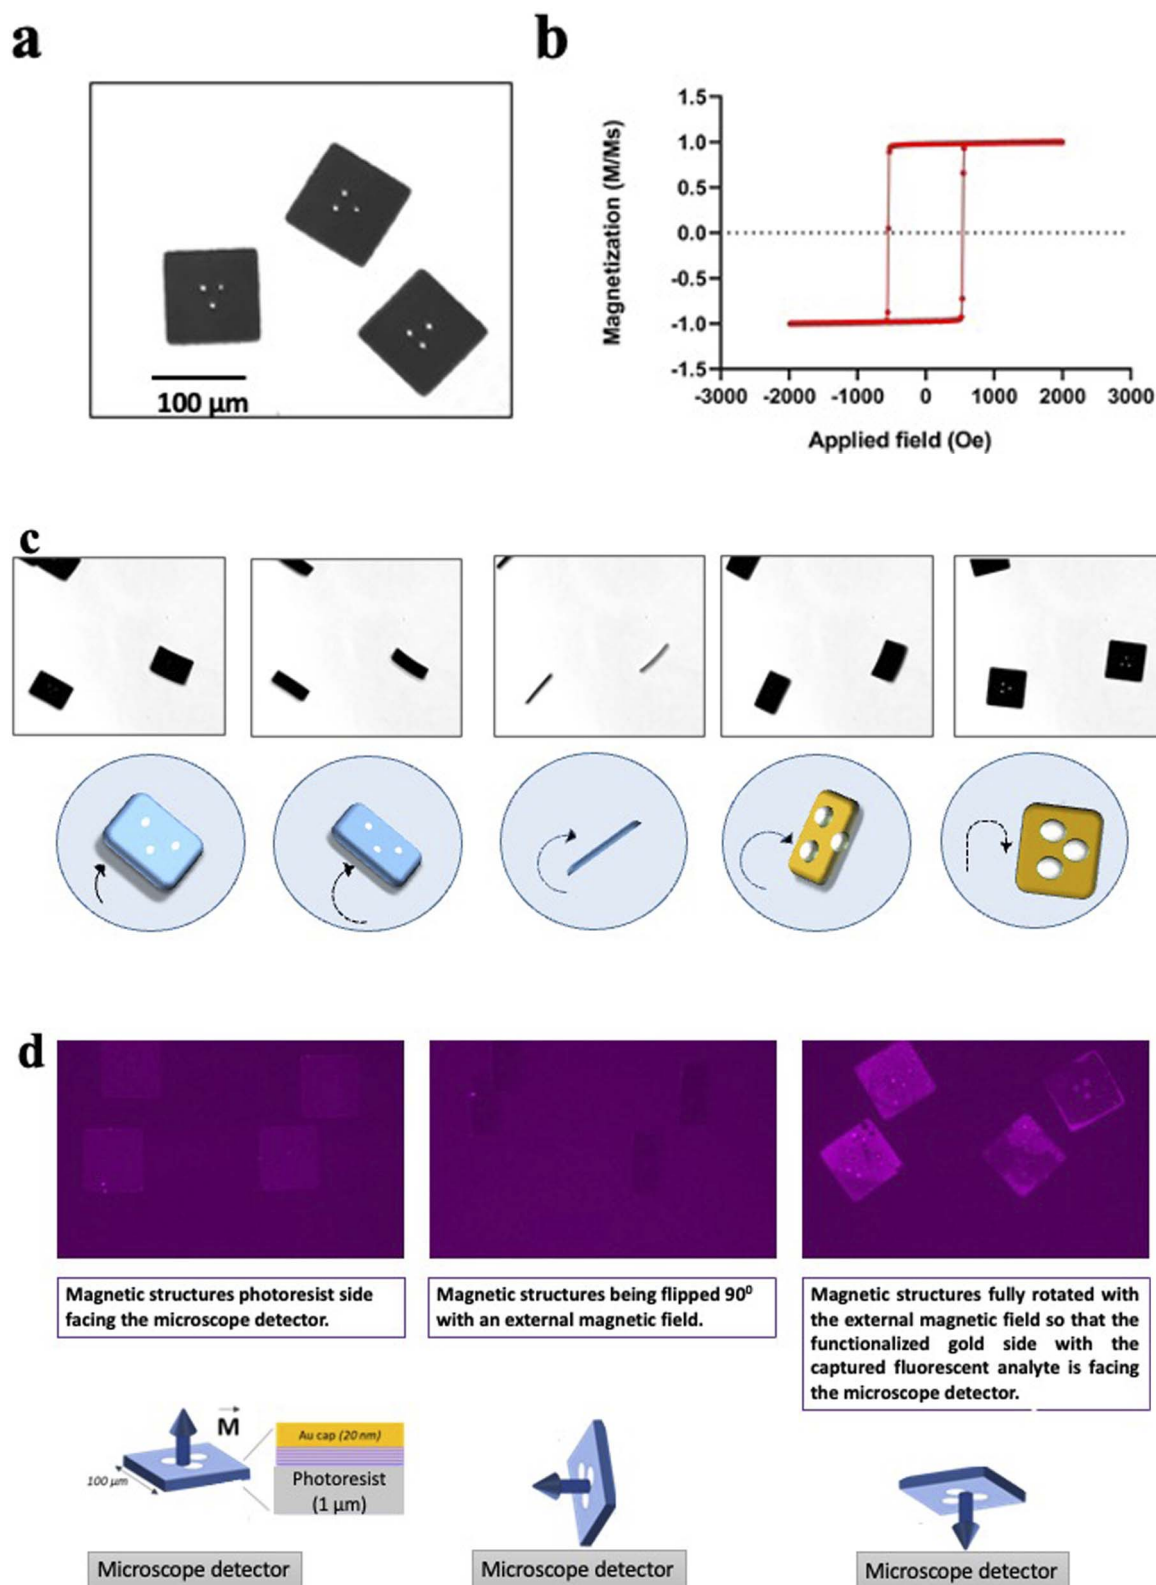 a
100 µm
b
Magnetization (M/Ms)
1.5
1.0
0.5
0.0
-0.5
-1.0
-1.5
-3000 -2000 -1000 0 1000 2000 3000
Applied field (Oe)
c
d
Magnetic structures photoresist side
facing the microscope detector.
Magnetic structures being flipped 90⁰
with an external magnetic field.
Magnetic structures fully rotated with
the external magnetic field so that the
functionalized gold side with the
captured fluorescent analyte is facing
the microscope detector.
M
100 µm
Au cap (20 nm)
Photoresist
(1 µm)
Microscope detector
Microscope detector
Microscope detector